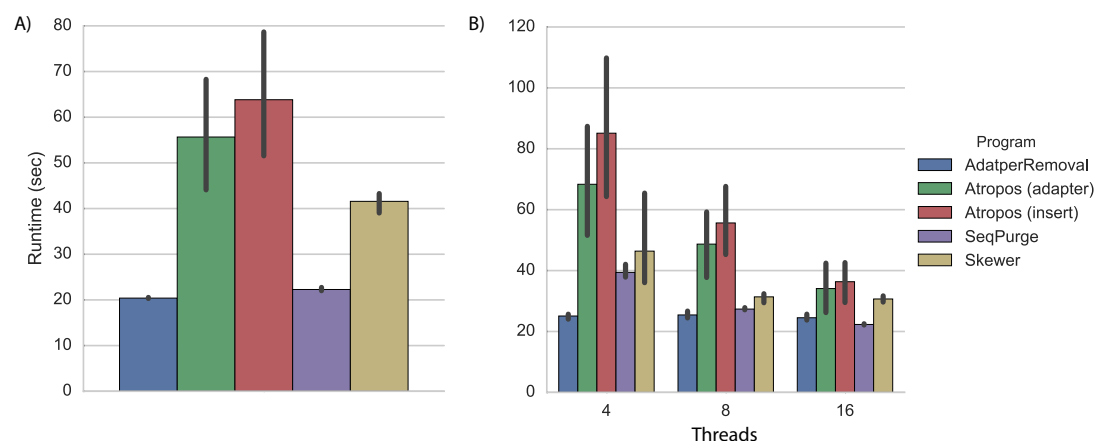 A)
Runtime (sec)
80
70
60
50
40
30
20
10
0
B)
120
100
80
60
40
20
0
4
8
16
Threads
Program
AdatperRemoval
Atropos (adapter)
Atropos (insert)
SeqPurge
Skewer